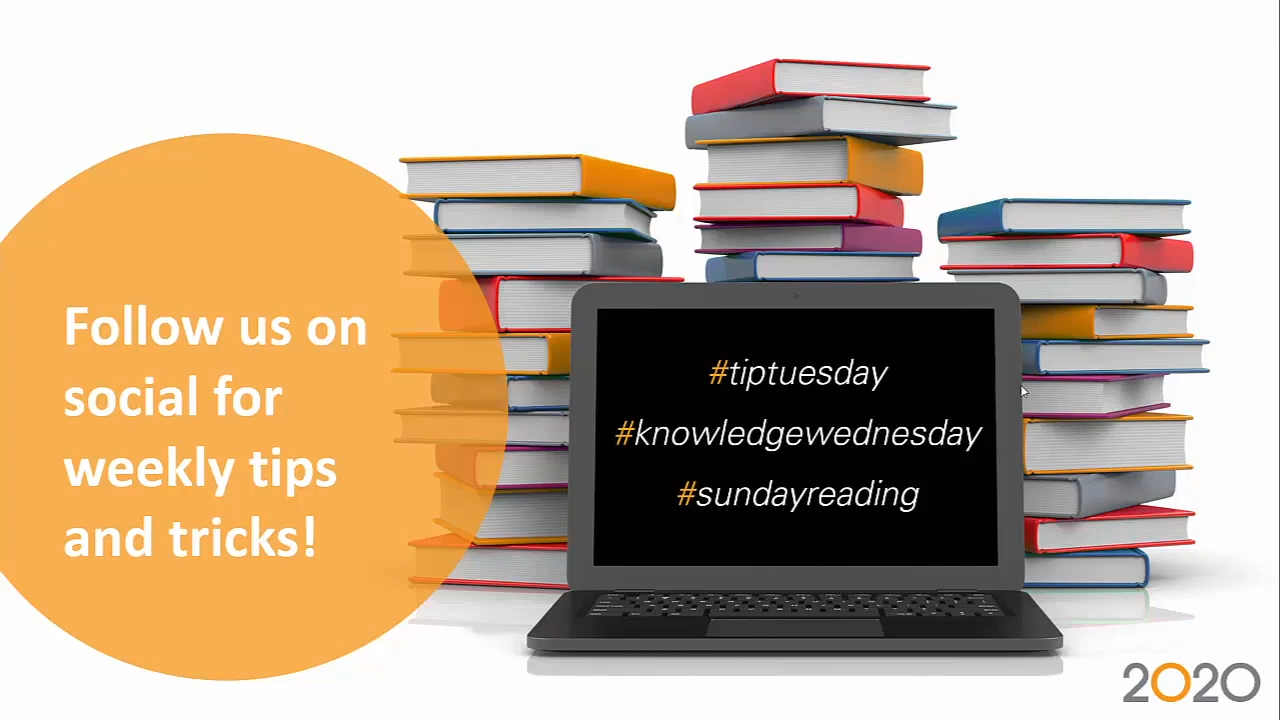 Follow us on
social for
weekly tips
and tricks!
#tiptuesday
#knowledgewednesday
#sundayreading
2020